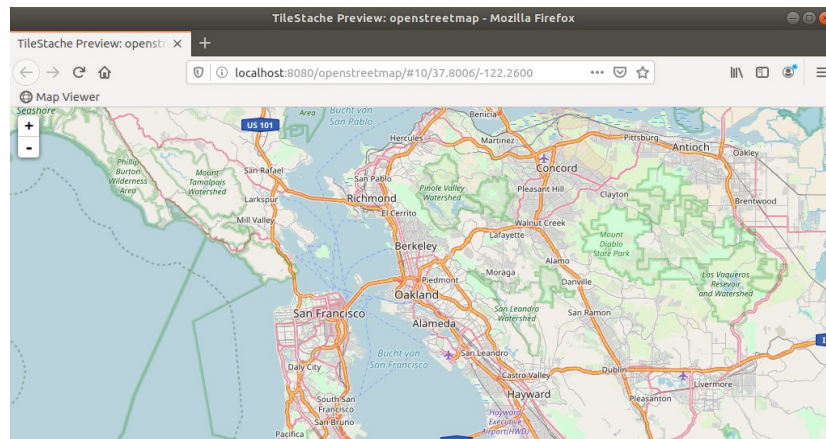 TileStache Preview: openstreetmap - Mozilla Firefox
TileStache Preview: openstr
localhost:8080/openstreetmap/#10/37.8006/-122.2600
Map Viewer
Seashore
+
-
Area
Bucht von
San Pablo
US 101
Benicia
Hercules
Martinez
Pittsburg
Antioch
Oakley
Phillip
Burton
Wilderness
Area
Mount
Tamalpais
Watershed
San Rafael
Larkspur
Mill Valley
San Pablo
Richmond
El Cerrito
Pinole Valley
Watershed
Concord
Pleasant Hill
Clayton
Brentwood
Walnut Creek
Lafayette
Mount
Diablo
State Park
Berkeley
Alamo
Moraga
Danville
Piedmont
Oakland
Los Vaqueros
Resevoir
and Watershed
San Francisco
Alameda
San Leandro
Watershed
San Ramon
Bucht von
San Francisco
San Leandro
Daly City
Castro Valley
Dublin
Livermore
Pleasanton
Hayward
South San
Francisco
San Bruno
Pacifica
Hayward
Executive
Airport(HWD)